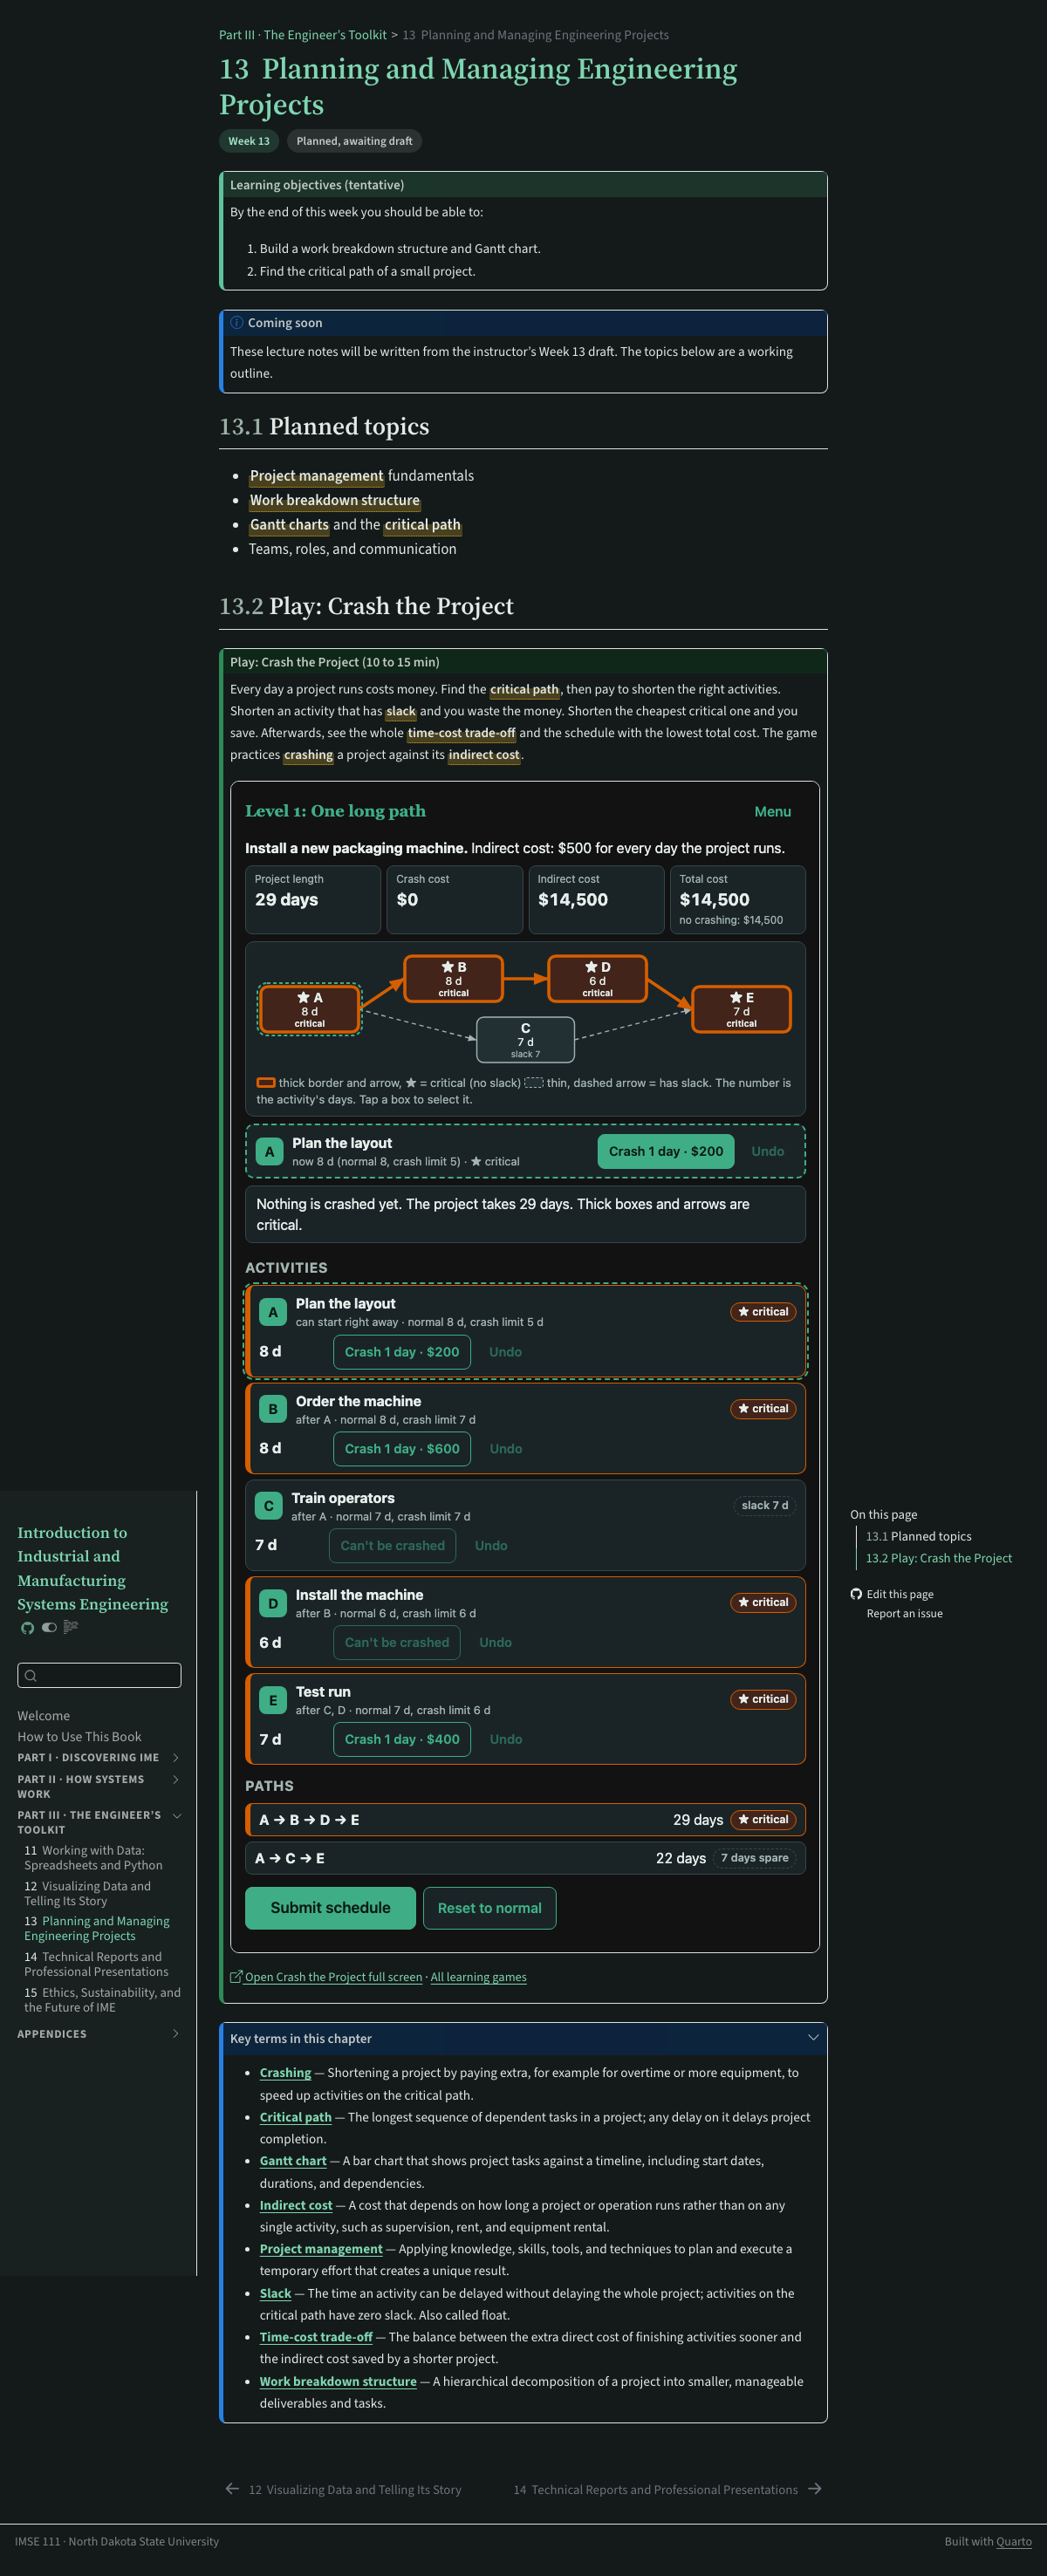 Part III · The Engineer's Toolkit > 13 Planning and Managing Engineering Projects
13 Planning and Managing Engineering
Projects
Week 13 Planned, awaiting draft
Learning objectives (tentative)
By the end of this week you should be able to:
1. Build a work breakdown structure and Gantt chart.
2. Find the critical path of a small project.
Coming soon
These lecture notes will be written from the instructor's Week 13 draft. The topics below are a working
outline.
13.1 Planned topics
• Project management fundamentals
• Work breakdown structure
• Gantt charts and the critical path
• Teams, roles, and communication
13.2 Play: Crash the Project
Play: Crash the Project (10 to 15 min)
Every day a project runs costs money. Find the critical path, then pay to shorten the right activities.
Shorten an activity that has slack and you waste the money. Shorten the cheapest critical one and you
save. Afterwards, see the whole time-cost trade-off and the schedule with the lowest total cost. The game
practices crashing a project against its indirect cost.
Level 1: One long path
Menu
Install a new packaging machine. Indirect cost: $500 for every day the project runs.
Project length
29 days
Crash cost
$0
Indirect cost
$14,500
Total cost
$14,500
no crashing: $14,500
★ A
8 d
critical
★ B
8 d
critical
★ D
6 d
critical
C
7 d
slack 7
★ E
7 d
critical
thick border and arrow, ★ = critical (no slack) thin, dashed arrow = has slack. The number is
the activity's days. Tap a box to select it.
A
Plan the layout
now 8 d (normal 8, crash limit 5) · ★ critical
Crash 1 day · $200 Undo
Nothing is crashed yet. The project takes 29 days. Thick boxes and arrows are
critical.
ACTIVITIES
A
Plan the layout
can start right away · normal 8 d, crash limit 5 d
★ critical
8 d Crash 1 day · $200 Undo
B
Order the machine
after A · normal 8 d, crash limit 7 d
★ critical
8 d Crash 1 day · $600 Undo
C
Train operators
after A · normal 7 d, crash limit 7 d
slack 7 d
7 d Can't be crashed Undo
D
Install the machine
after B · normal 6 d, crash limit 6 d
★ critical
6 d Can't be crashed Undo
E
Test run
after C, D · normal 7 d, crash limit 6 d
★ critical
7 d Crash 1 day · $400 Undo
PATHS
A → B → D → E 29 days ★ critical
A → C → E 22 days 7 days spare
Submit schedule Reset to normal
Open Crash the Project full screen · All learning games
Key terms in this chapter
• Crashing — Shortening a project by paying extra, for example for overtime or more equipment, to
speed up activities on the critical path.
• Critical path — The longest sequence of dependent tasks in a project; any delay on it delays project
completion.
• Gantt chart — A bar chart that shows project tasks against a timeline, including start dates,
durations, and dependencies.
• Indirect cost — A cost that depends on how long a project or operation runs rather than on any
single activity, such as supervision, rent, and equipment rental.
• Project management — Applying knowledge, skills, tools, and techniques to plan and execute a
temporary effort that creates a unique result.
• Slack — The time an activity can be delayed without delaying the whole project; activities on the
critical path have zero slack. Also called float.
• Time-cost trade-off — The balance between the extra direct cost of finishing activities sooner and
the indirect cost saved by a shorter project.
• Work breakdown structure — A hierarchical decomposition of a project into smaller, manageable
deliverables and tasks.
Introduction to
Industrial and
Manufacturing
Systems Engineering
Welcome
How to Use This Book
PART I · DISCOVERING IME
PART II · HOW SYSTEMS
WORK
PART III · THE ENGINEER'S
TOOLKIT
11 Working with Data:
Spreadsheets and Python
12 Visualizing Data and
Telling Its Story
13 Planning and Managing
Engineering Projects
14 Technical Reports and
Professional Presentations
15 Ethics, Sustainability, and
the Future of IME
APPENDICES
On this page
13.1 Planned topics
13.2 Play: Crash the Project
Edit this page
Report an issue
12 Visualizing Data and Telling Its Story
14 Technical Reports and Professional Presentations
IMSE 111 · North Dakota State University
Built with Quarto